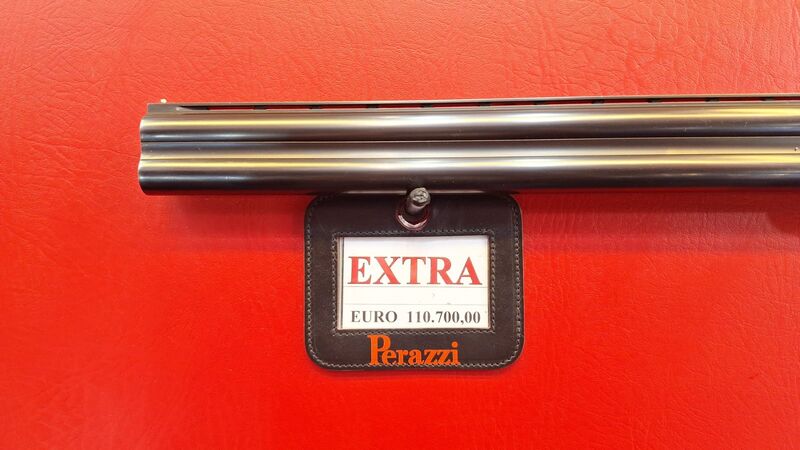 EXTRA
EURO 110.700,00
Perazzi